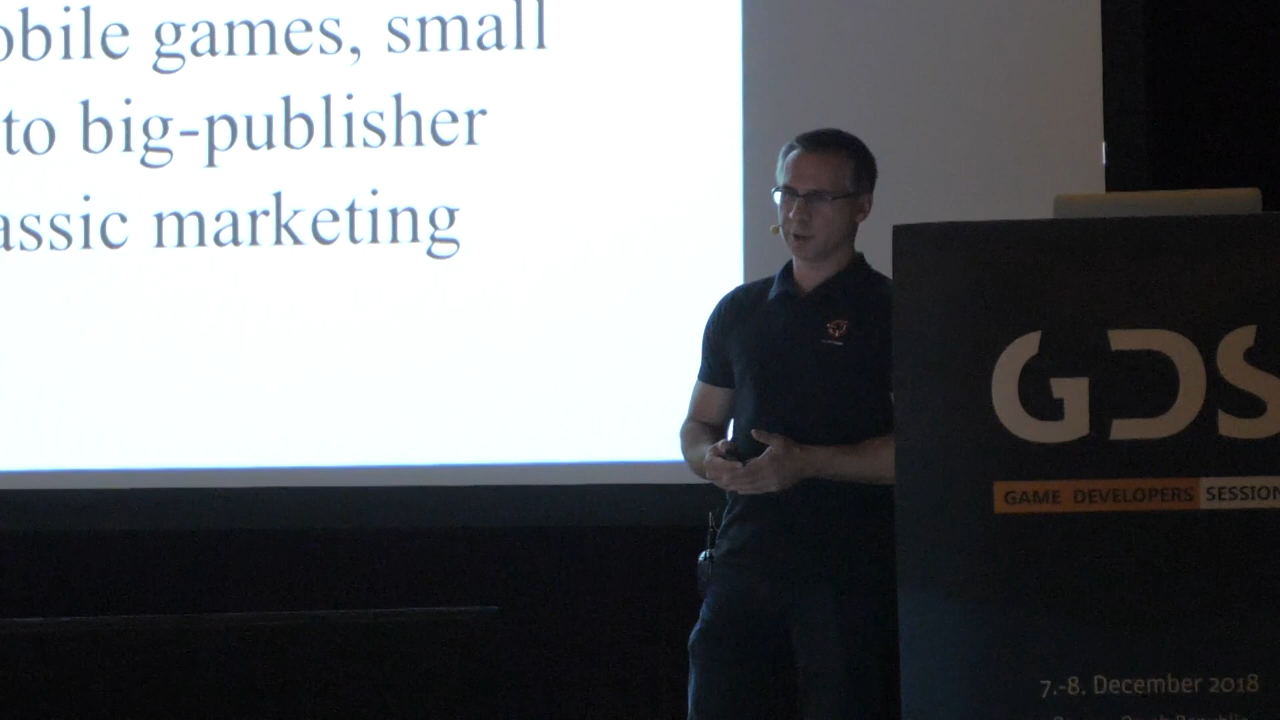 obile games, small
to big-publisher
assic marketing
GDS
GAME DEVELOPERS SESSION
7.-8. December 2018